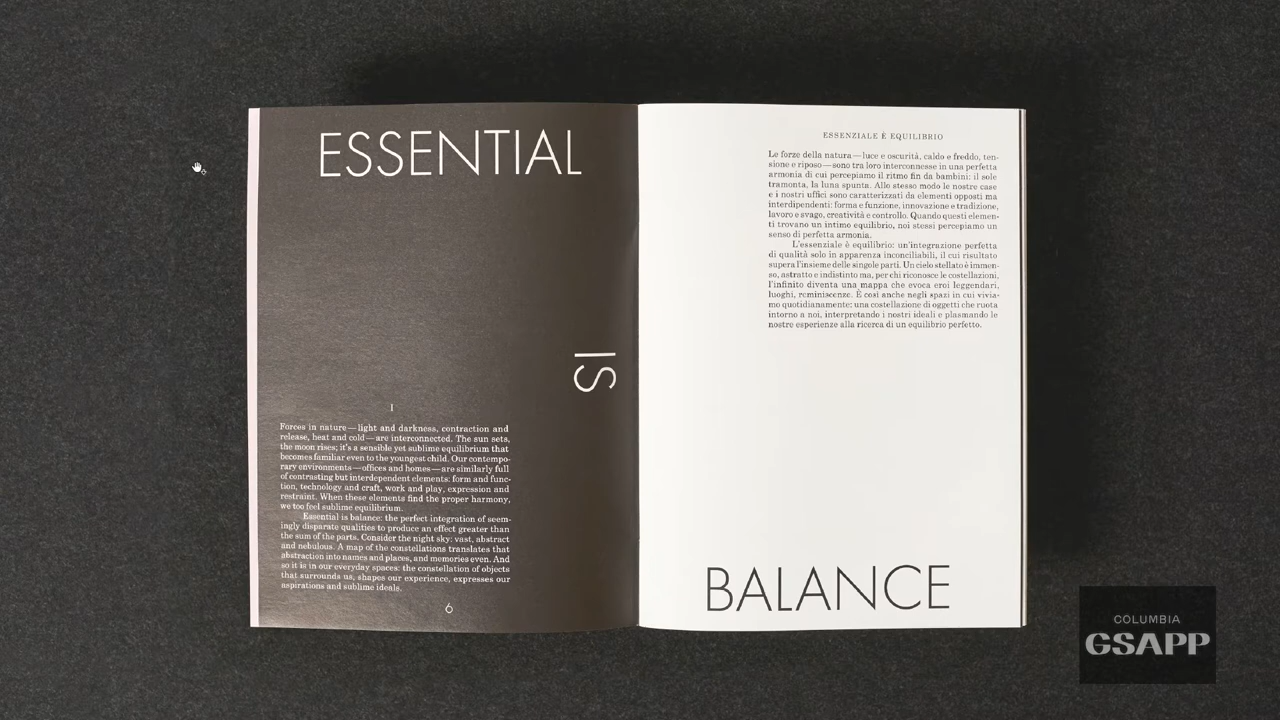 ESSENTIAL
IS
I
Forces in nature—light and darkness, contraction and
release, heat and cold—are interconnected. The sun sets,
the moon rises; it's a sensible yet sublime equilibrium that
becomes familiar even to the youngest child. Our contempo-
rary environments—offices and homes—are similarly full
of contrasting but interdependent elements: form and func-
tion, technology and craft, work and play, expression and
restraint. When these elements find the proper harmony,
we too feel sublime equilibrium.
Essential is balance: the perfect integration of seem-
ingly disparate qualities to produce an effect greater than
the sum of the parts. Consider the night sky: vast, abstract
and nebulous. A map of the constellations translates that
abstraction into names and places, and memories even. And
so it is in our everyday spaces: the constellation of objects
that surrounds us, shapes our experience, expresses our
aspirations and sublime ideals.
6
ESSENZIALE È EQUILIBRIO
Le forze della natura—luce e oscurità, caldo e freddo, ten-
sione e riposo—sono tra loro interconnesse in una perfetta
armonia di cui percepiamo il ritmo fin da bambini: il sole
tramonta, la luna spunta. Allo stesso modo le nostre case
e i nostri uffici sono caratterizzati da elementi opposti ma
interdipendenti: forma e funzione, innovazione e tradizione,
lavoro e svago, creatività e controllo. Quando questi elemen-
ti trovano un intimo equilibrio, noi stessi percepiamo un
senso di perfetta armonia.
L'essenziale è equilibrio: un'integrazione perfetta
di qualità solo in apparenza inconciliabili, il cui risultato
supera l'insieme delle singole parti. Un cielo stellato è immen-
so, astratto e indistinto ma, per chi riconosce le costellazioni,
l'infinito diventa una mappa che evoca eroi leggendari,
luoghi, reminiscenze. È così anche negli spazi in cui vivia-
mo quotidianamente: una costellazione di oggetti che ruota
intorno a noi, interpretando i nostri ideali e plasmando le
nostre esperienze alla ricerca di un equilibrio perfetto.
BALANCE
COLUMBIA
GSAPP